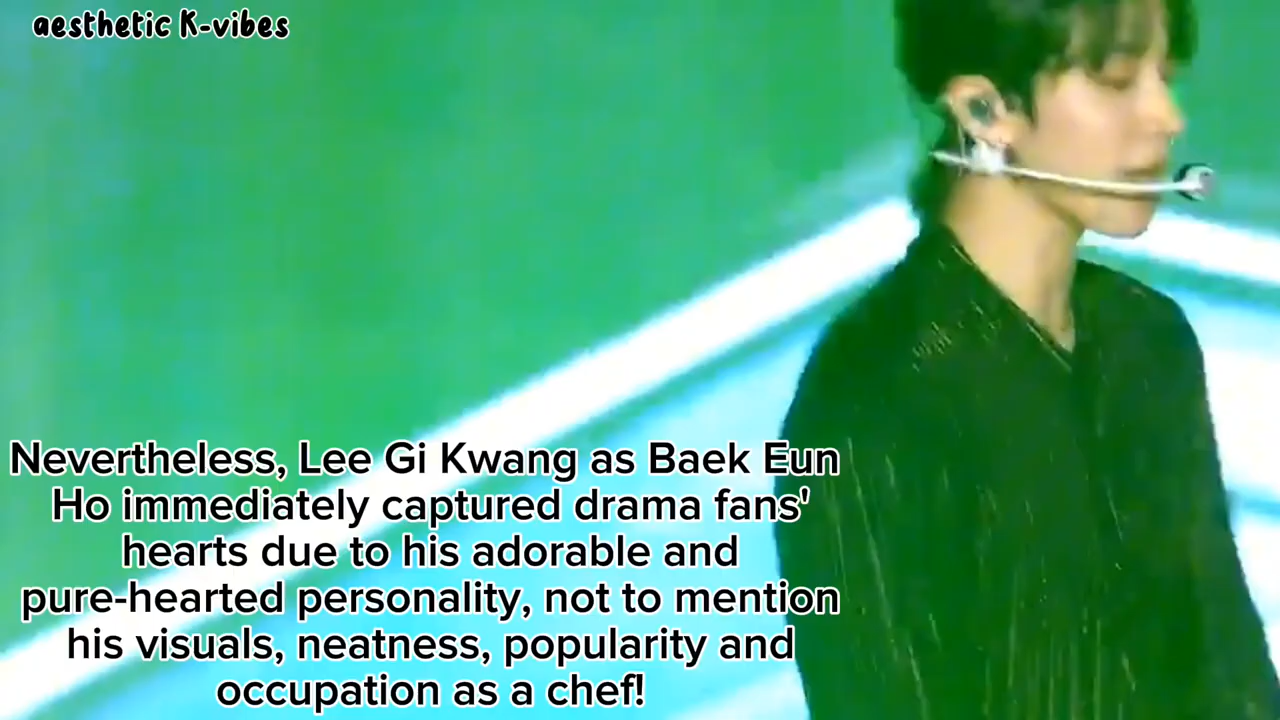 aesthetic K-vibes
Nevertheless, Lee Gi Kwang as Baek Eun
Ho immediately captured drama fans'
hearts due to his adorable and
pure-hearted personality, not to mention
his visuals, neatness, popularity and
occupation as a chef!